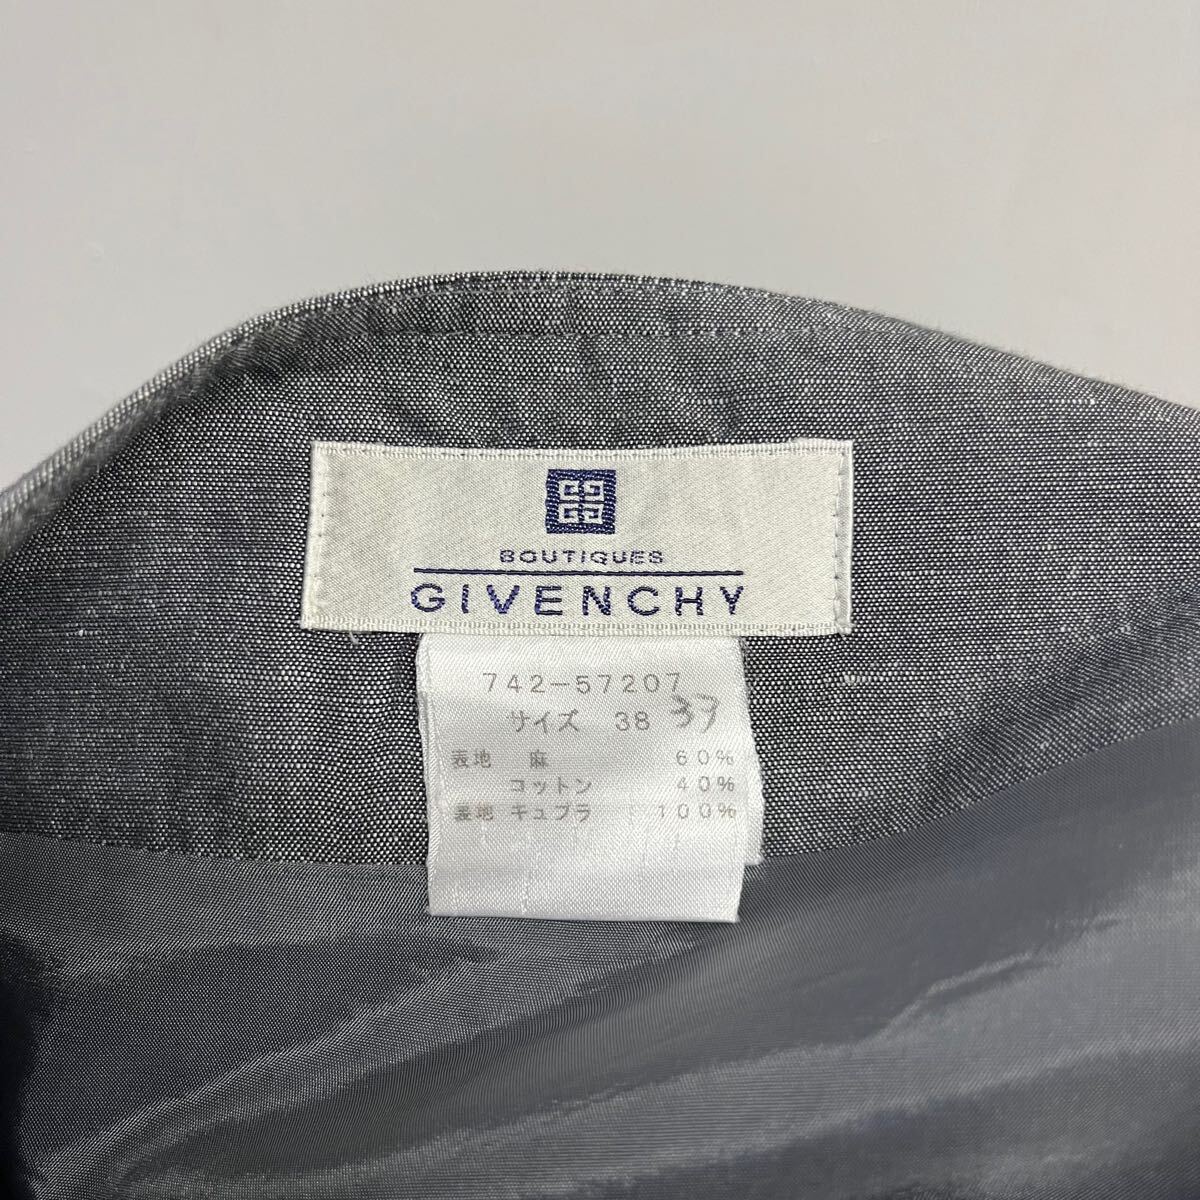 BOUTIQUES
GIVENCHY
742-57207
サイズ 38 37
表地 麻 60%
コットン 40%
裏地 キュプラ 100%